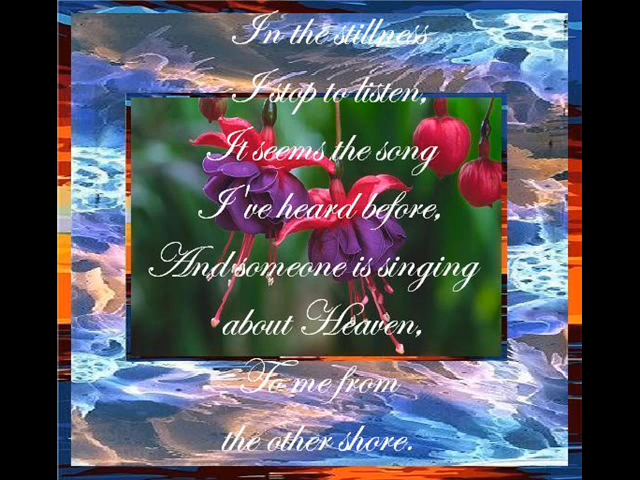 In the stillness
I stop to listen,
It seems the song
I've heard before,
And someone is singing
about Heaven,
To me from
the other shore.